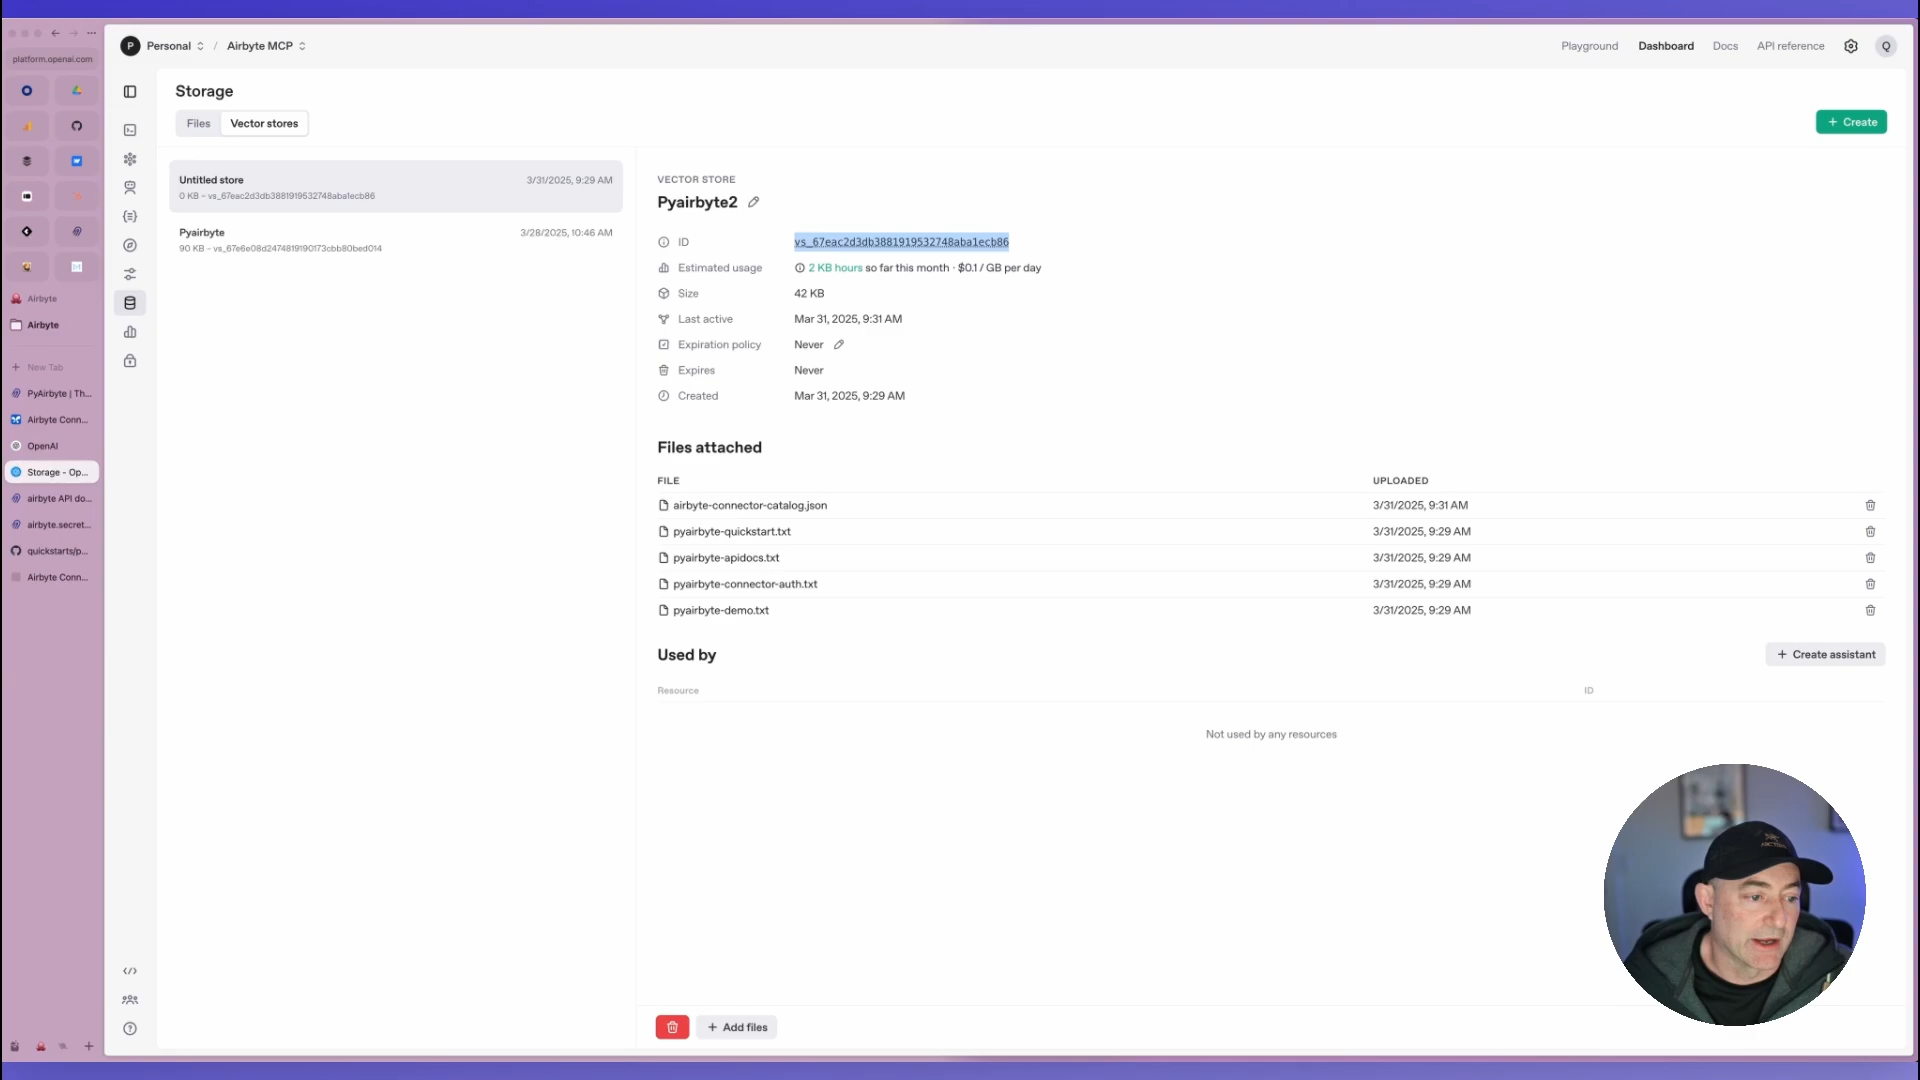 platform.openai.com
Airbyte
Airbyte
New Tab
PyAirbyte | Th...
Airbyte Conn...
OpenAI
Storage - Op...
airbyte API do...
airbyte.secret...
quickstarts/p...
Airbyte Conn...
P Personal / Airbyte MCP
Playground Dashboard Docs API reference Q
Storage
Files Vector stores
+ Create
Untitled store 3/31/2025, 9:29 AM
0 KB – vs_67eac2d3db3881919532748aba1ecb86
Pyairbyte 3/28/2025, 10:46 AM
90 KB – vs_67e6e08d2474819190173cbb80bed014
VECTOR STORE
Pyairbyte2
ID vs_67eac2d3db3881919532748aba1ecb86
Estimated usage 2 KB hours so far this month · $0.1 / GB per day
Size 42 KB
Last active Mar 31, 2025, 9:31 AM
Expiration policy Never
Expires Never
Created Mar 31, 2025, 9:29 AM
Files attached
FILE UPLOADED
airbyte-connector-catalog.json 3/31/2025, 9:31 AM
pyairbyte-quickstart.txt 3/31/2025, 9:29 AM
pyairbyte-apidocs.txt 3/31/2025, 9:29 AM
pyairbyte-connector-auth.txt 3/31/2025, 9:29 AM
pyairbyte-demo.txt 3/31/2025, 9:29 AM
Used by
+ Create assistant
Resource ID
Not used by any resources
+ Add files